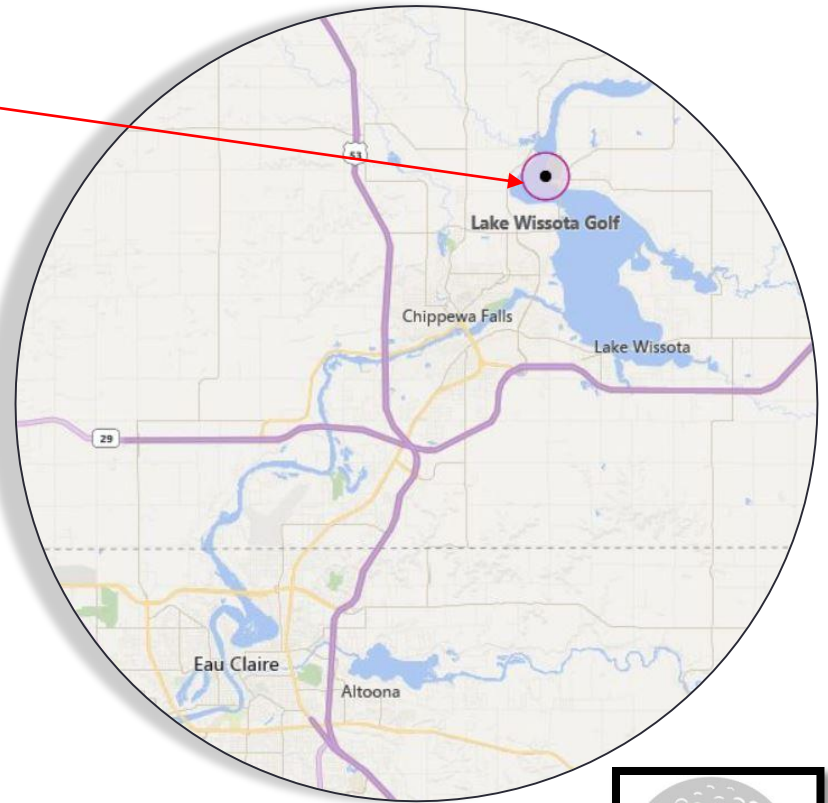 53
Lake Wissota Golf
Chippewa Falls
Lake Wissota
29
Eau Claire
Altoona